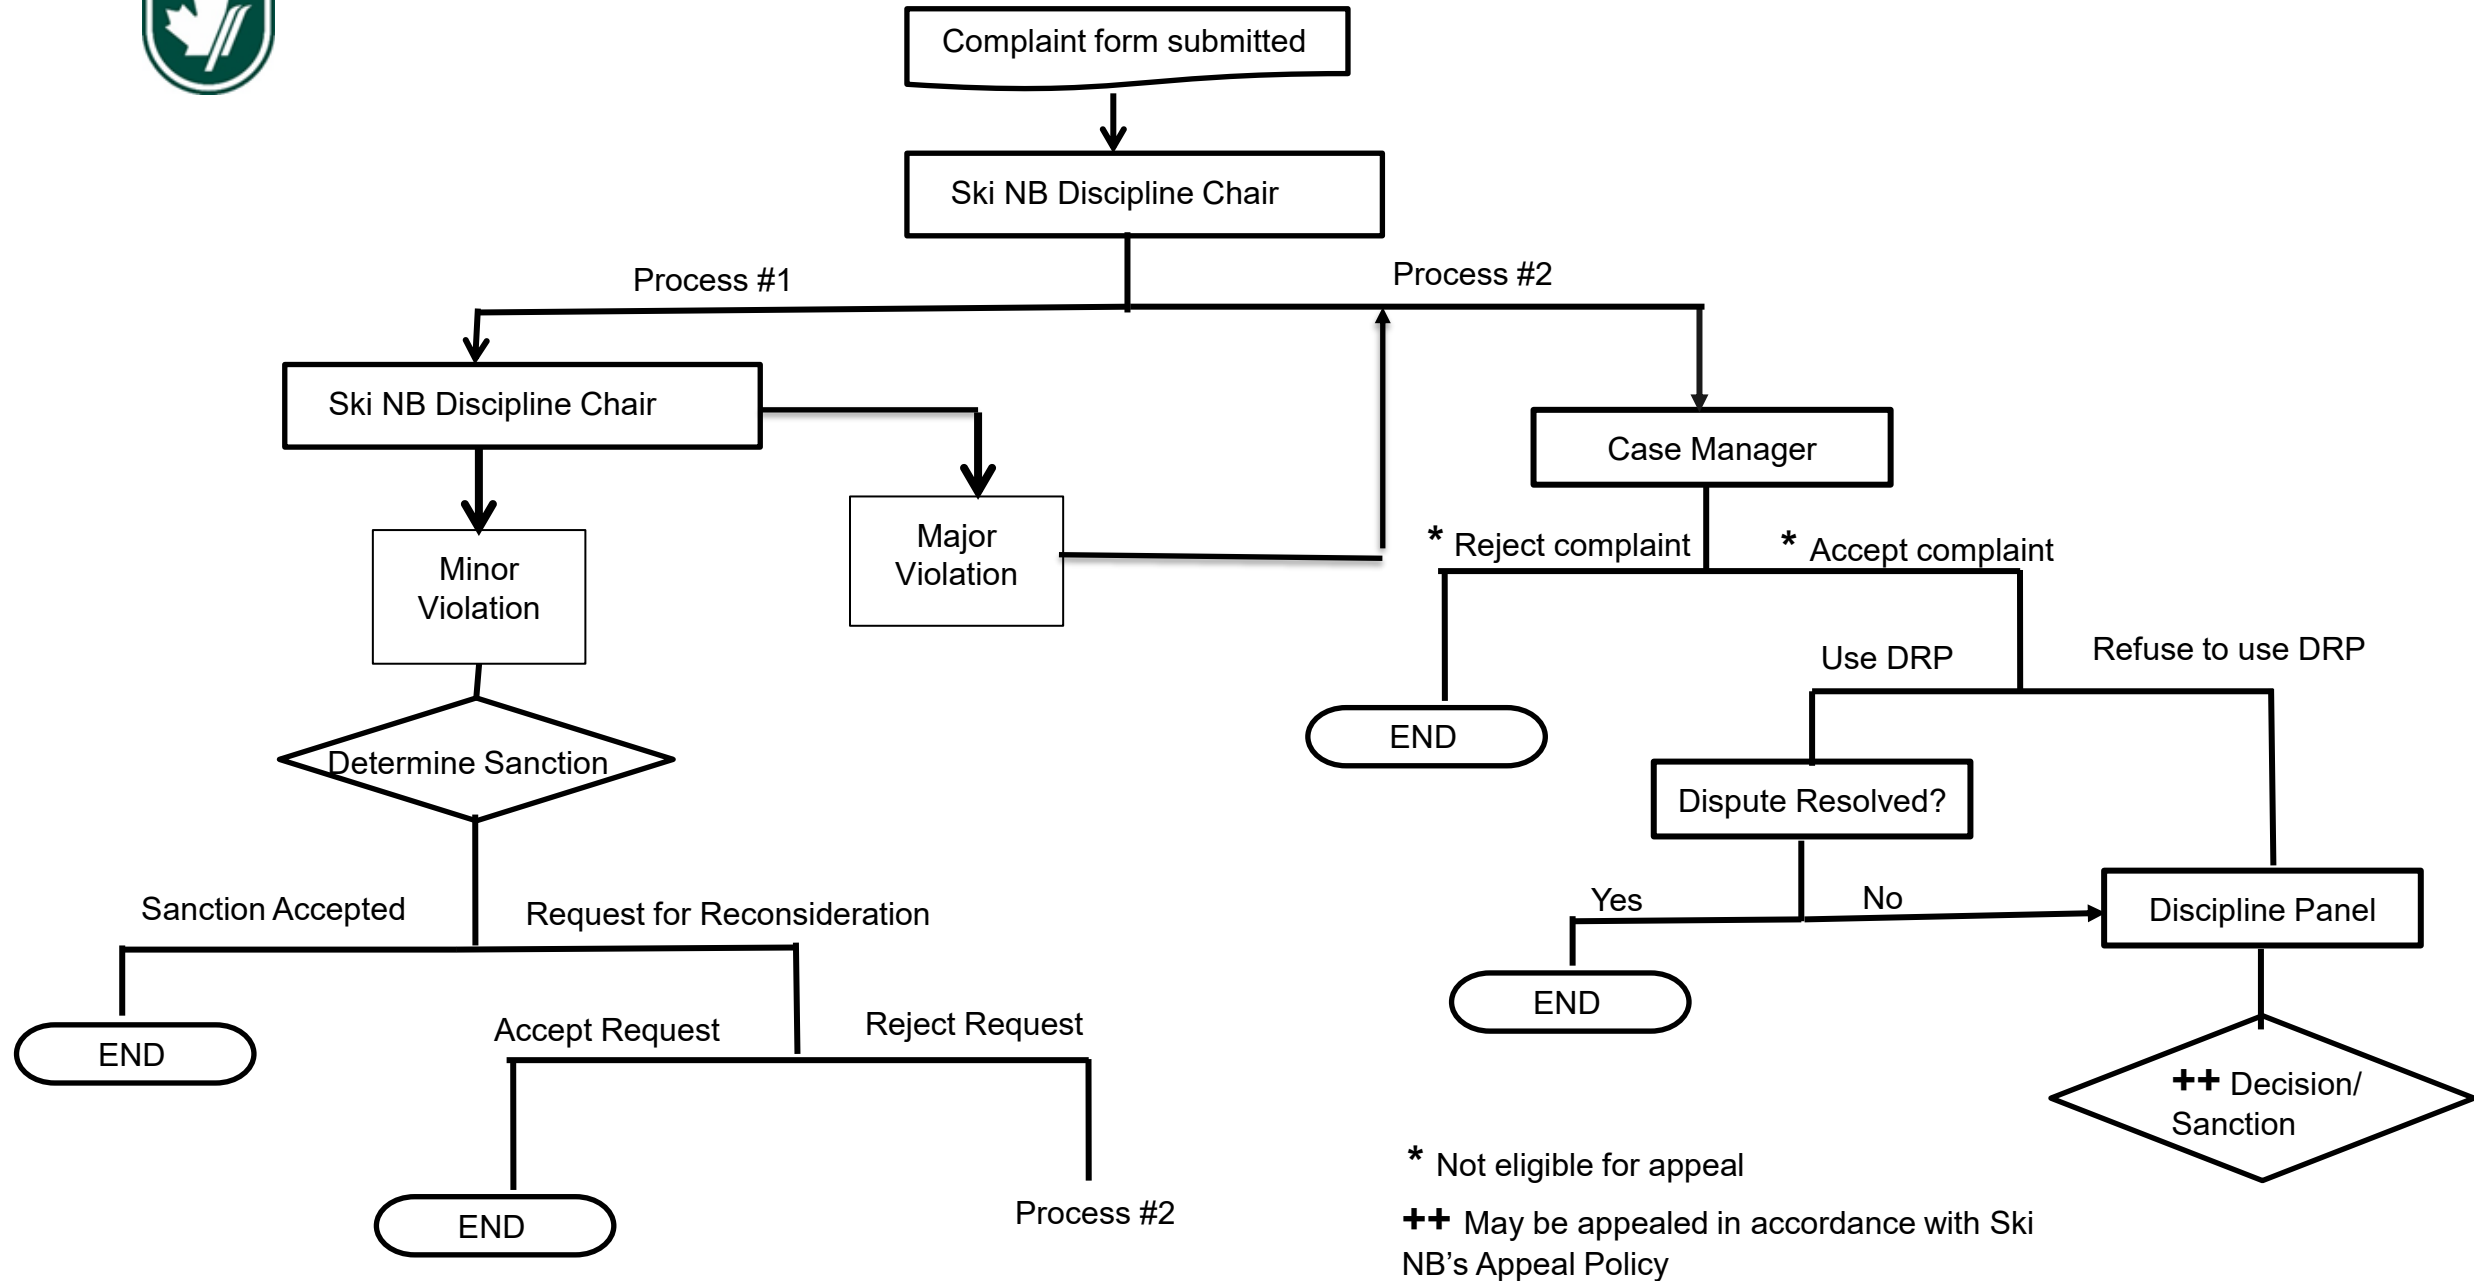 Complaint form submitted
Ski NB Discipline Chair
Process #1
Process #2
Ski NB Discipline Chair
Case Manager
Major
Violation
Minor
Violation
* Reject complaint
* Accept complaint
Use DRP
Refuse to use DRP
END
Determine Sanction
Dispute Resolved?
Sanction Accepted
Request for Reconsideration
Yes
No
Discipline Panel
END
END
Accept Request
Reject Request
++ Decision/
Sanction
END
Process #2
* Not eligible for appeal
++ May be appealed in accordance with Ski
NB’s Appeal Policy